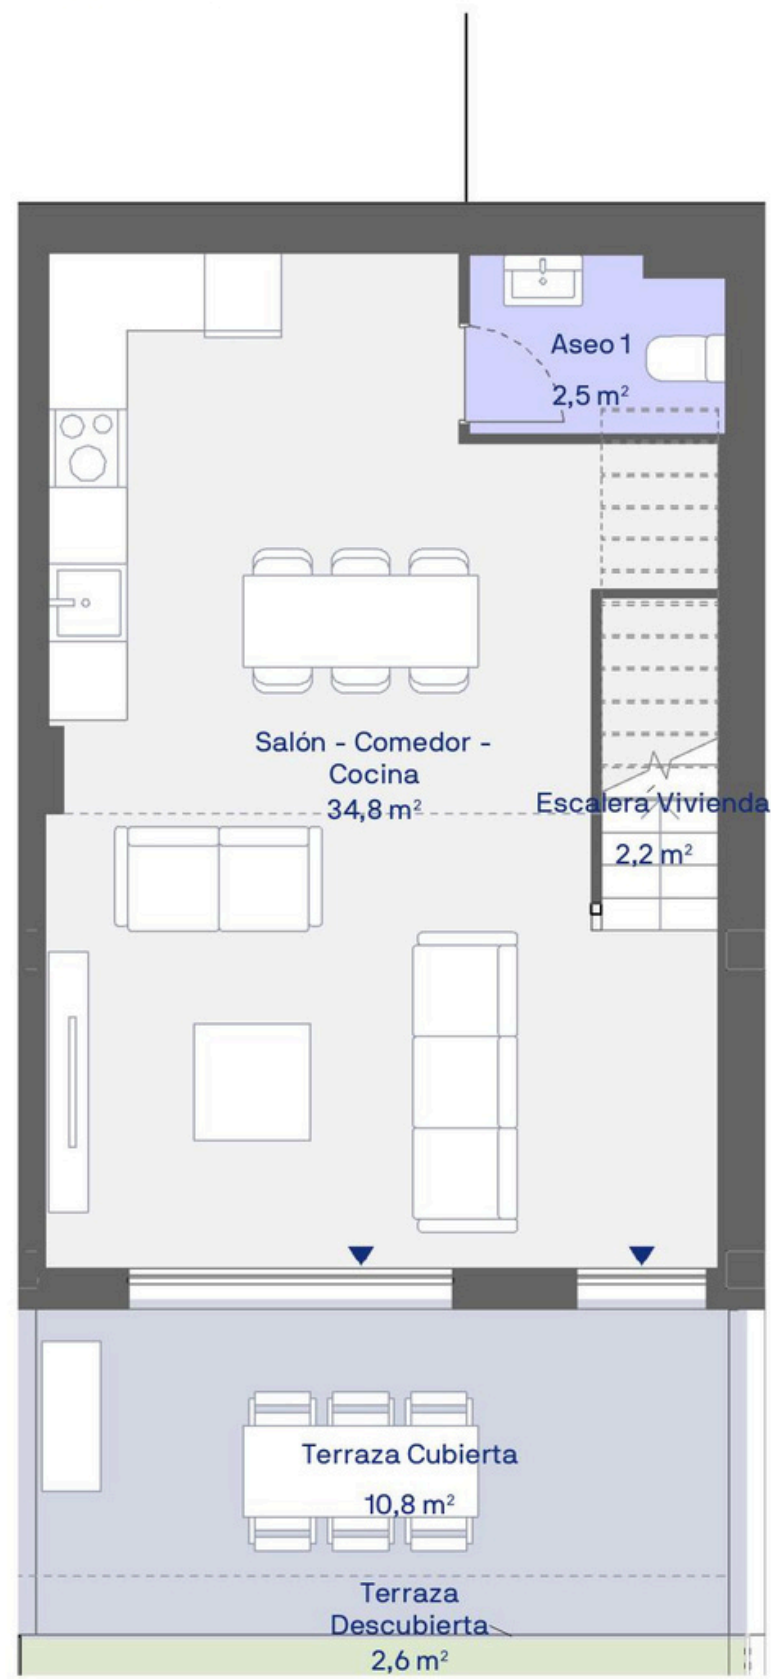 Aseo 1
2,5 m²
Salón - Comedor -
Cocina
34,8 m²
Escalera Vivienda
2,2 m²
Terraza Cubierta
10,8 m²
Terraza
Descubierta
2,6 m²